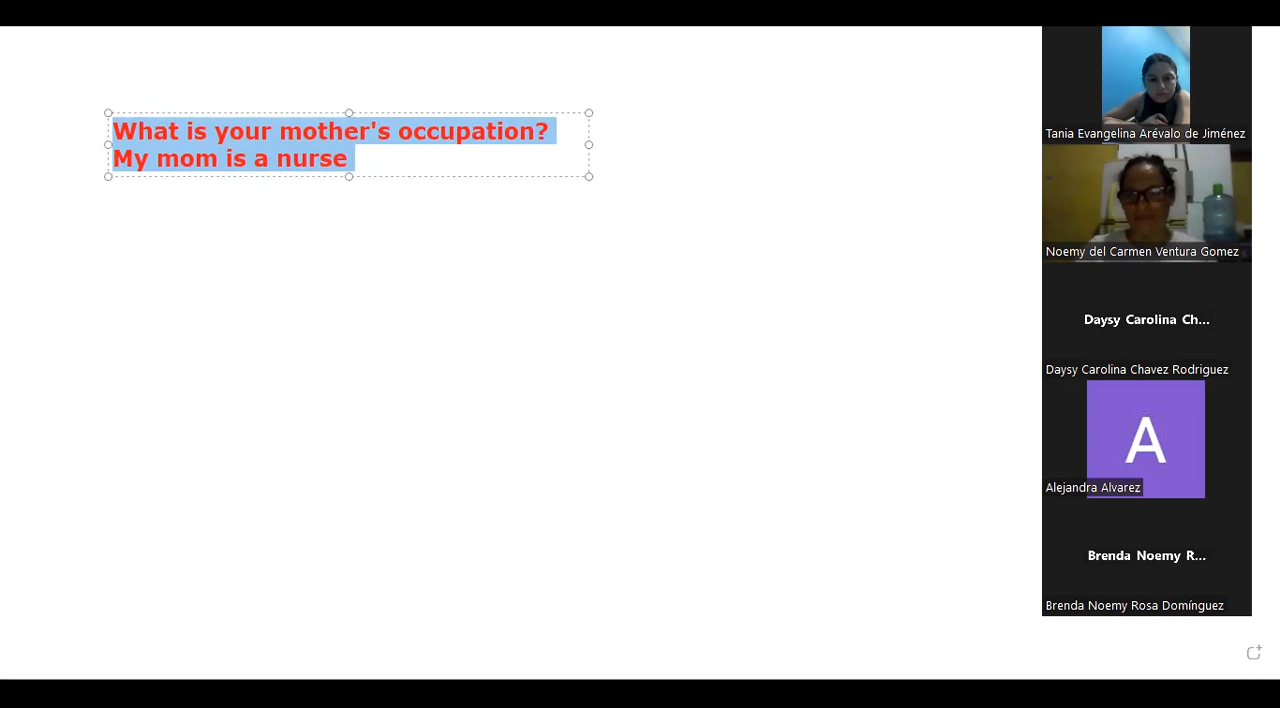 What is your mother's occupation?
My mom is a nurse
Tania Evangelina Arévalo de Jiménez
Noemy del Carmen Ventura Gomez
Daysy Carolina Ch...
Daysy Carolina Chavez Rodriguez
A
Alejandra Alvarez
Brenda Noemy R...
Brenda Noemy Rosa Domínguez